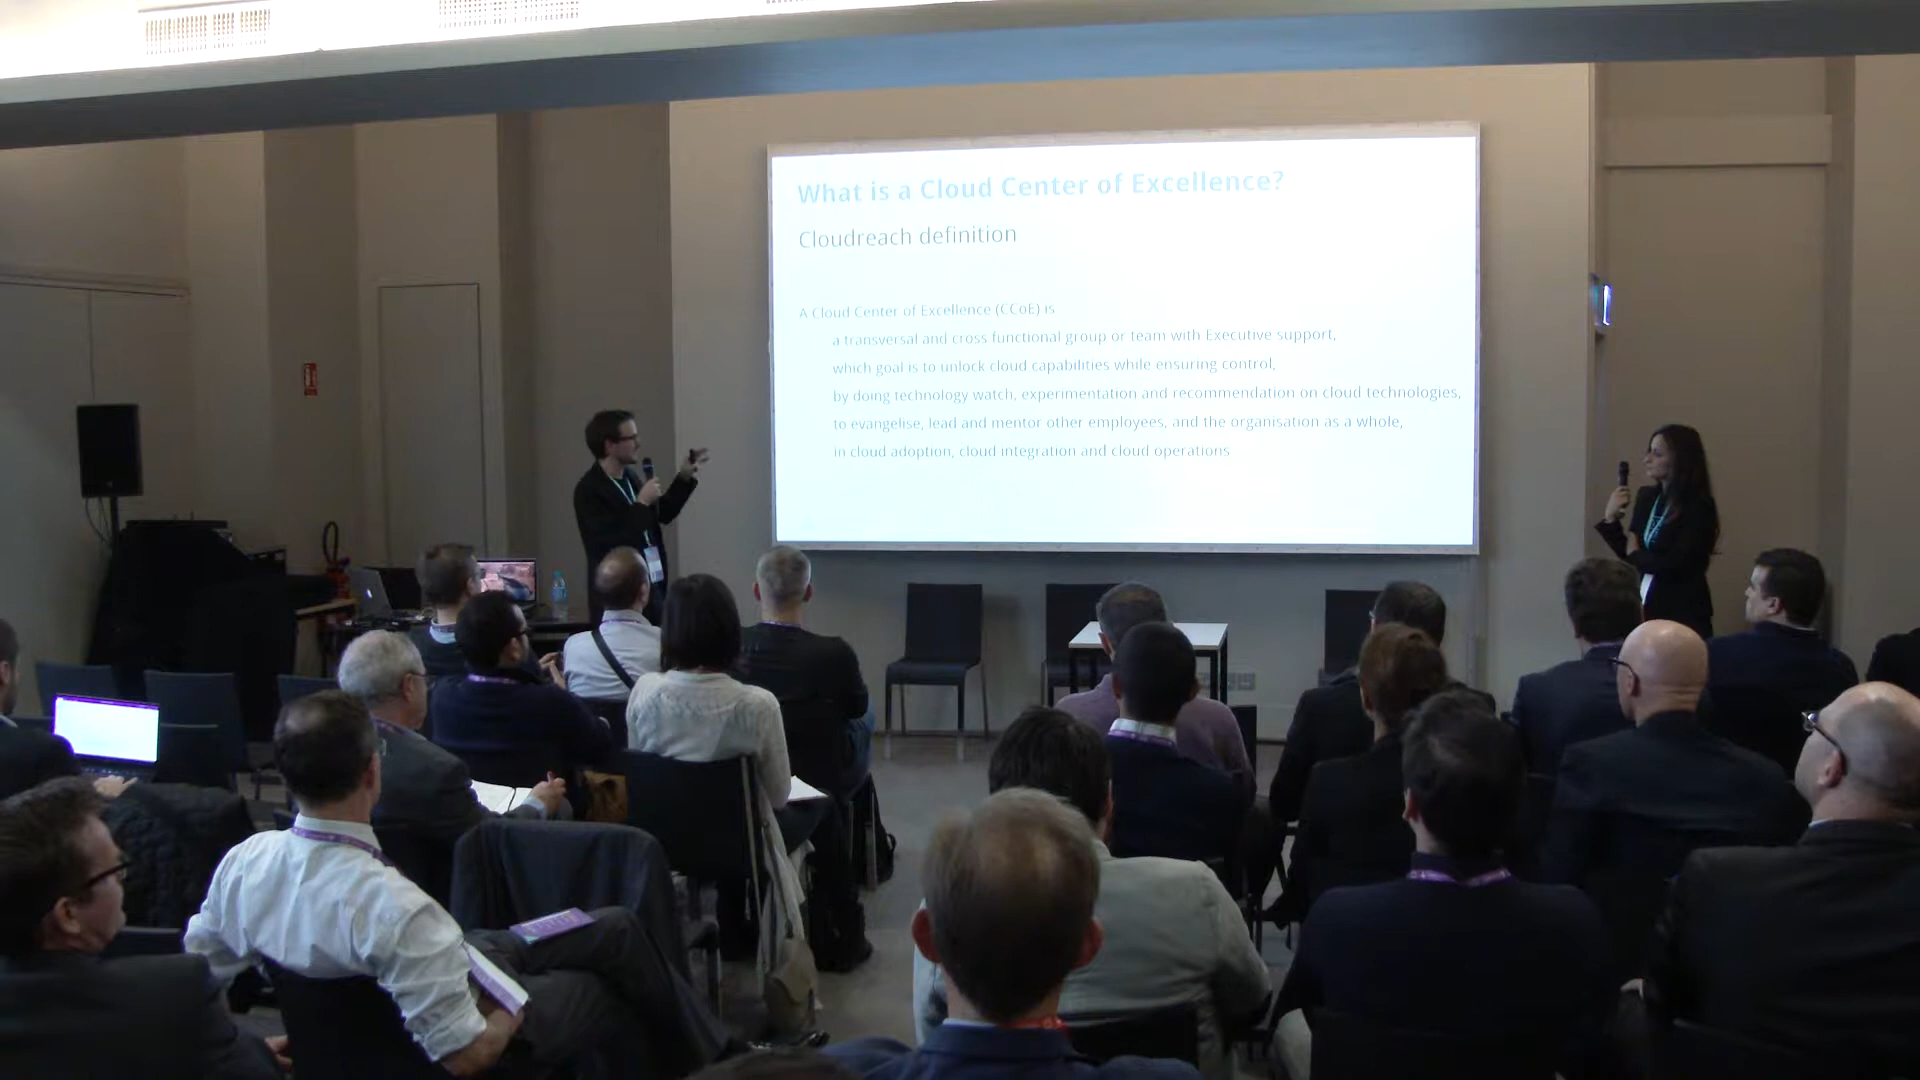 What is a Cloud Center of Excellence?
Cloudreach definition
A Cloud Center of Excellence (CCoE) is
a transversal and cross functional group or team with Executive support,
which goal is to unlock cloud capabilities while ensuring control,
by doing technology watch, experimentation and recommendation on cloud technologies,
to evangelise, lead and mentor other employees, and the organisation as a whole,
in cloud adoption, cloud integration and cloud operations